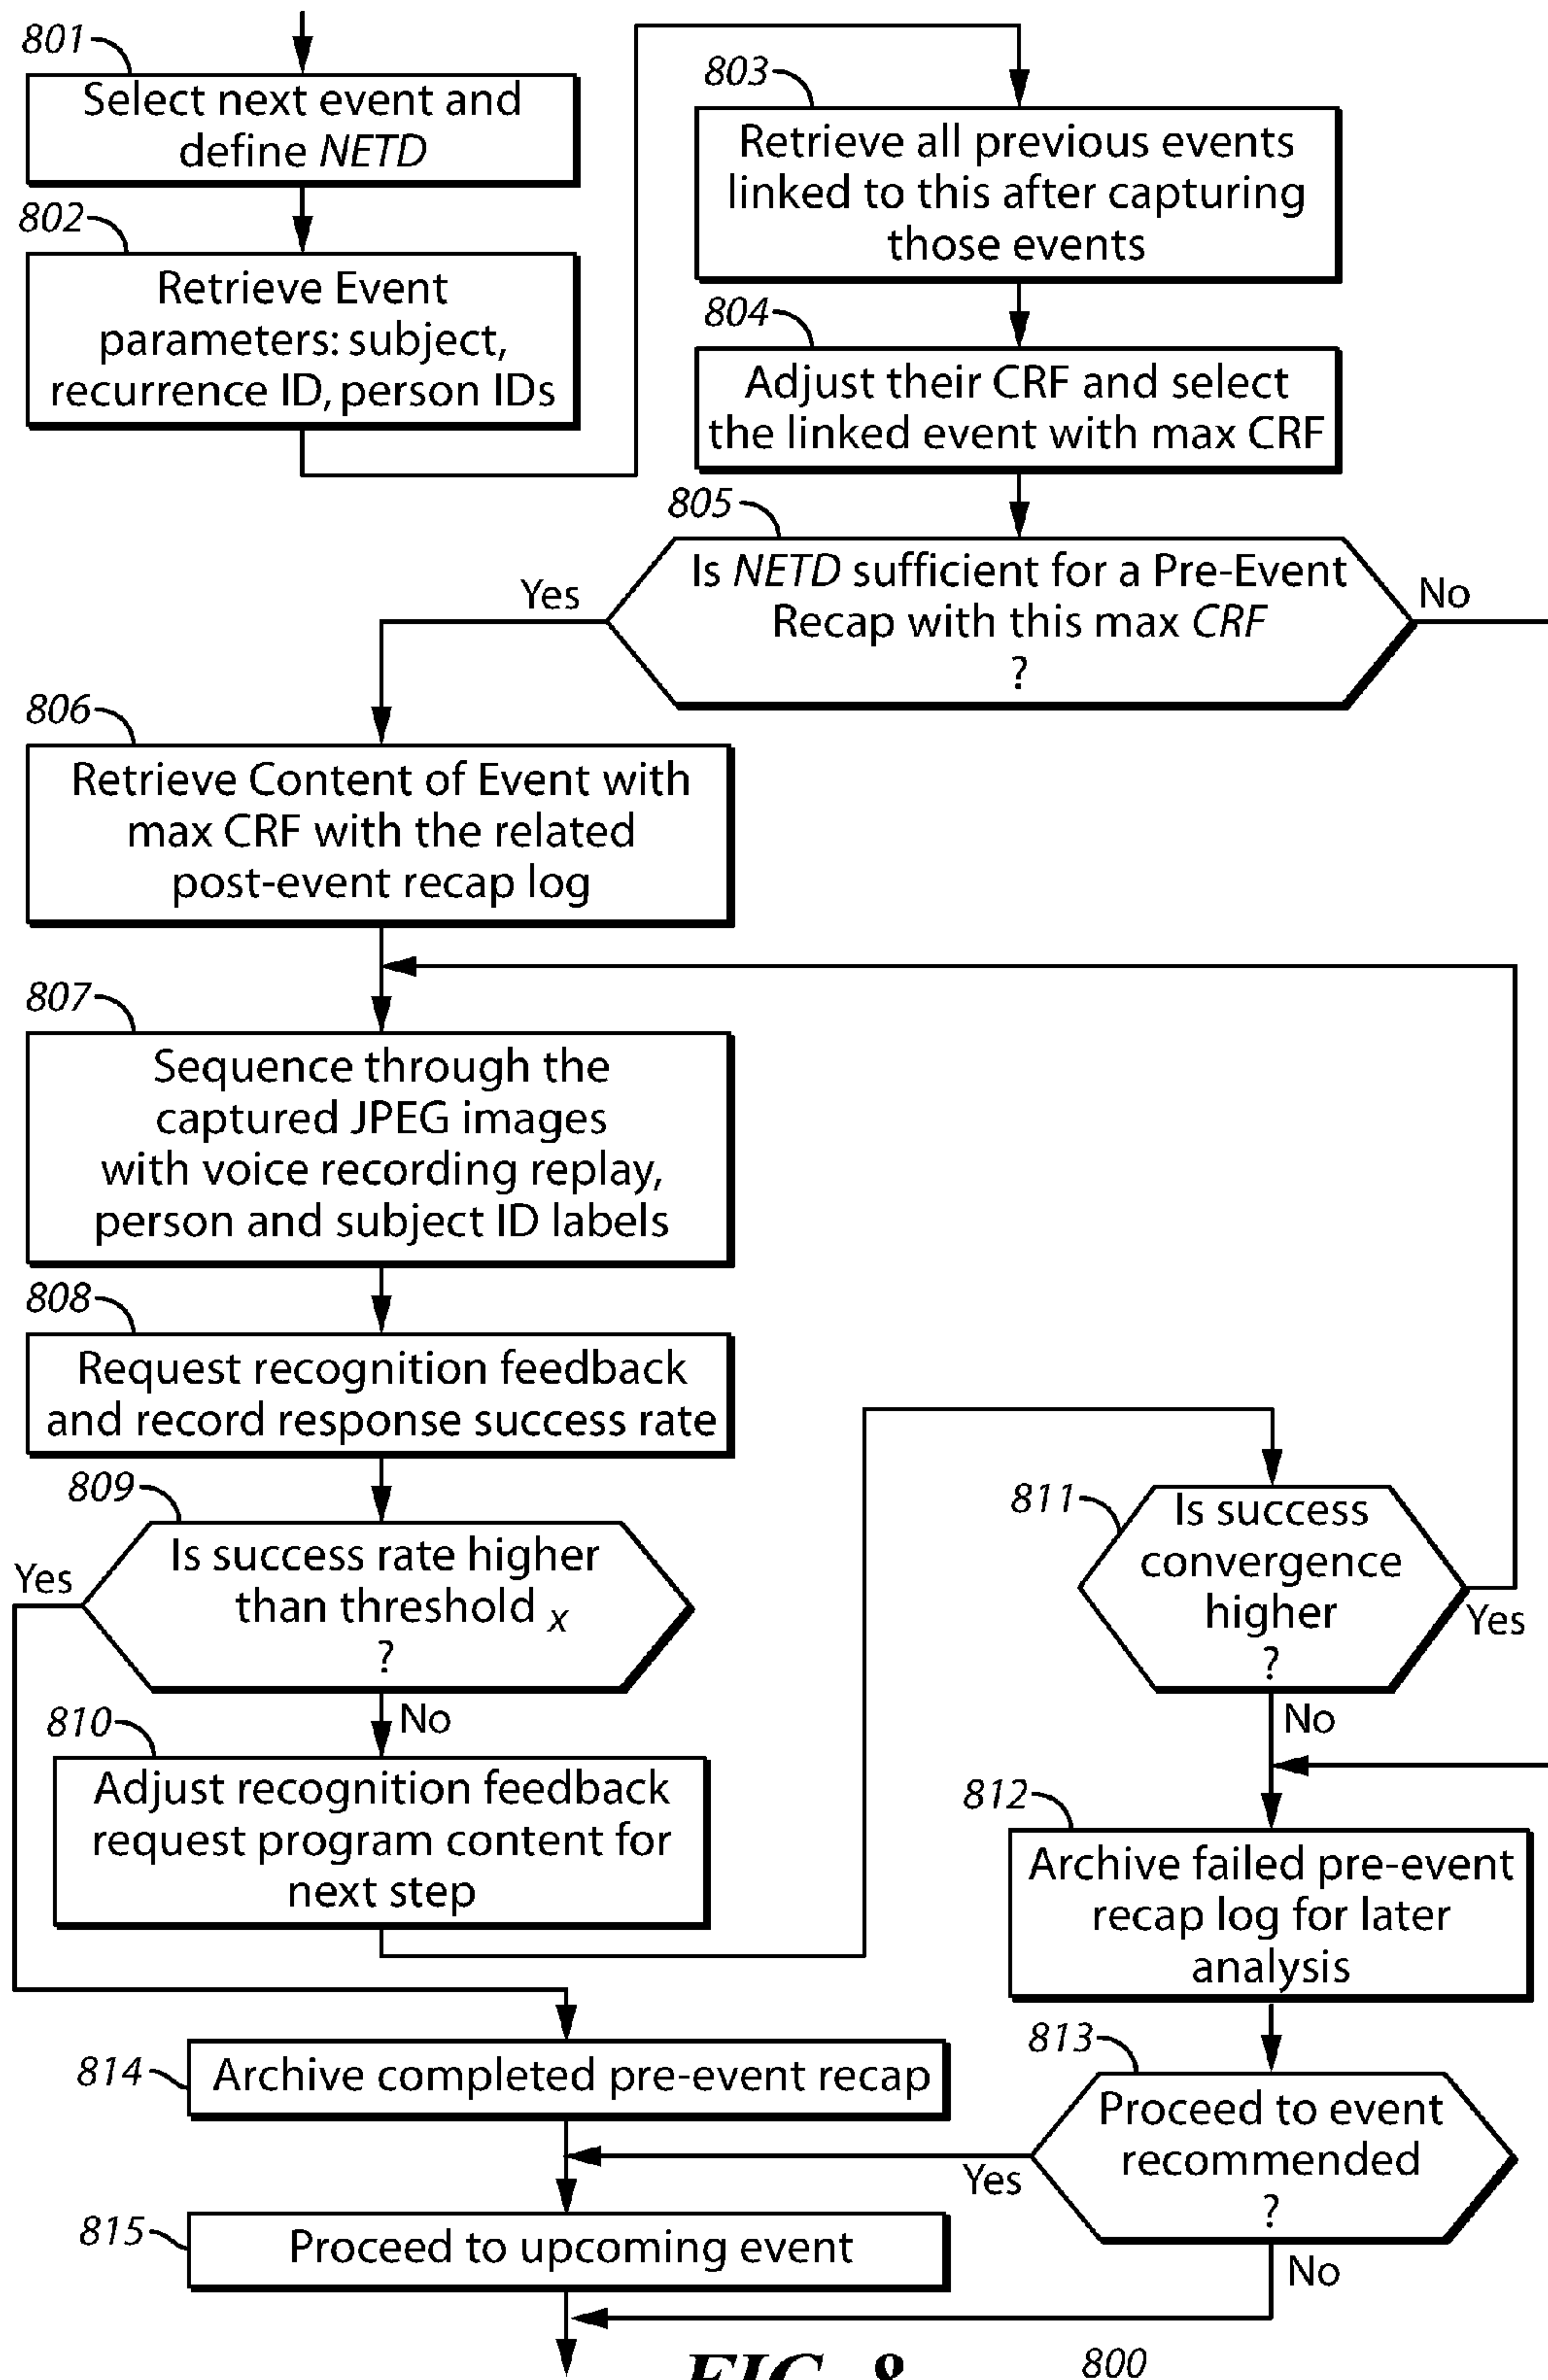 801
Select next event and
define NETD
802
Retrieve Event
parameters: subject,
recurrence ID, person IDs
803
Retrieve all previous events
linked to this after capturing
those events
804
Adjust their CRF and select
the linked event with max CRF
805
Is NETD sufficient for a Pre-Event
Recap with this max CRF
?
Yes
No
806
Retrieve Content of Event with
max CRF with the related
post-event recap log
807
Sequence through the
captured JPEG images
with voice recording replay,
person and subject ID labels
808
Request recognition feedback
and record response success rate
809
Is success rate higher
than threshold x
?
Yes
No
810
Adjust recognition feedback
request program content for
next step
811
Is success
convergence
higher
?
Yes
No
812
Archive failed pre-event
recap log for later
analysis
813
Proceed to event
recommended
?
Yes
No
814
Archive completed pre-event recap
815
Proceed to upcoming event
FIG. 8
800